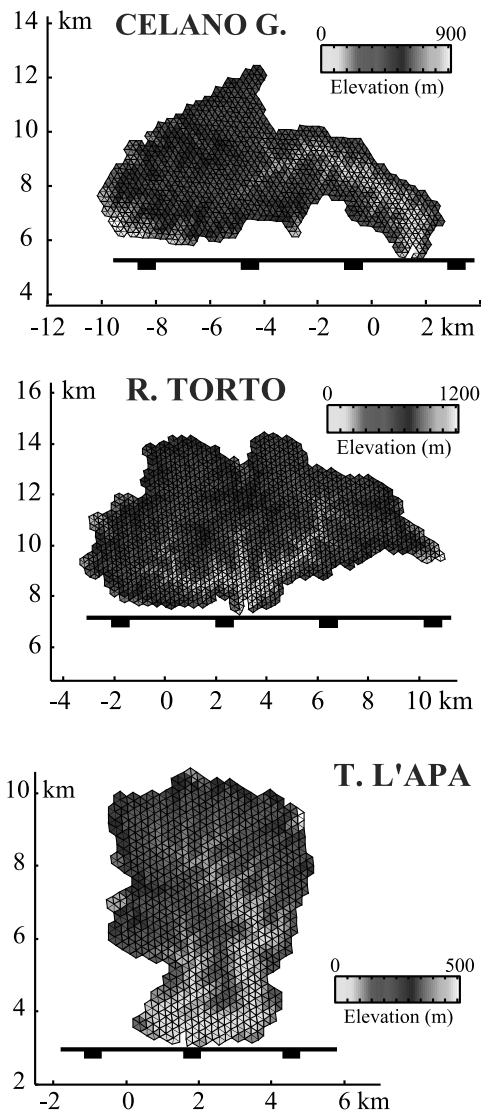 14 km
CELANO G.
0 900
Elevation (m)
12
10
8
6
4
-12 -10 -8 -6 -4 -2 0 2 km
16 km
R. TORTO
0 1200
Elevation (m)
14
12
10
8
6
-4 -2 0 2 4 6 8 10 km
T. L'APA
10 km
8
6
0 500
Elevation (m)
4
2
-2 0 2 4 6 km